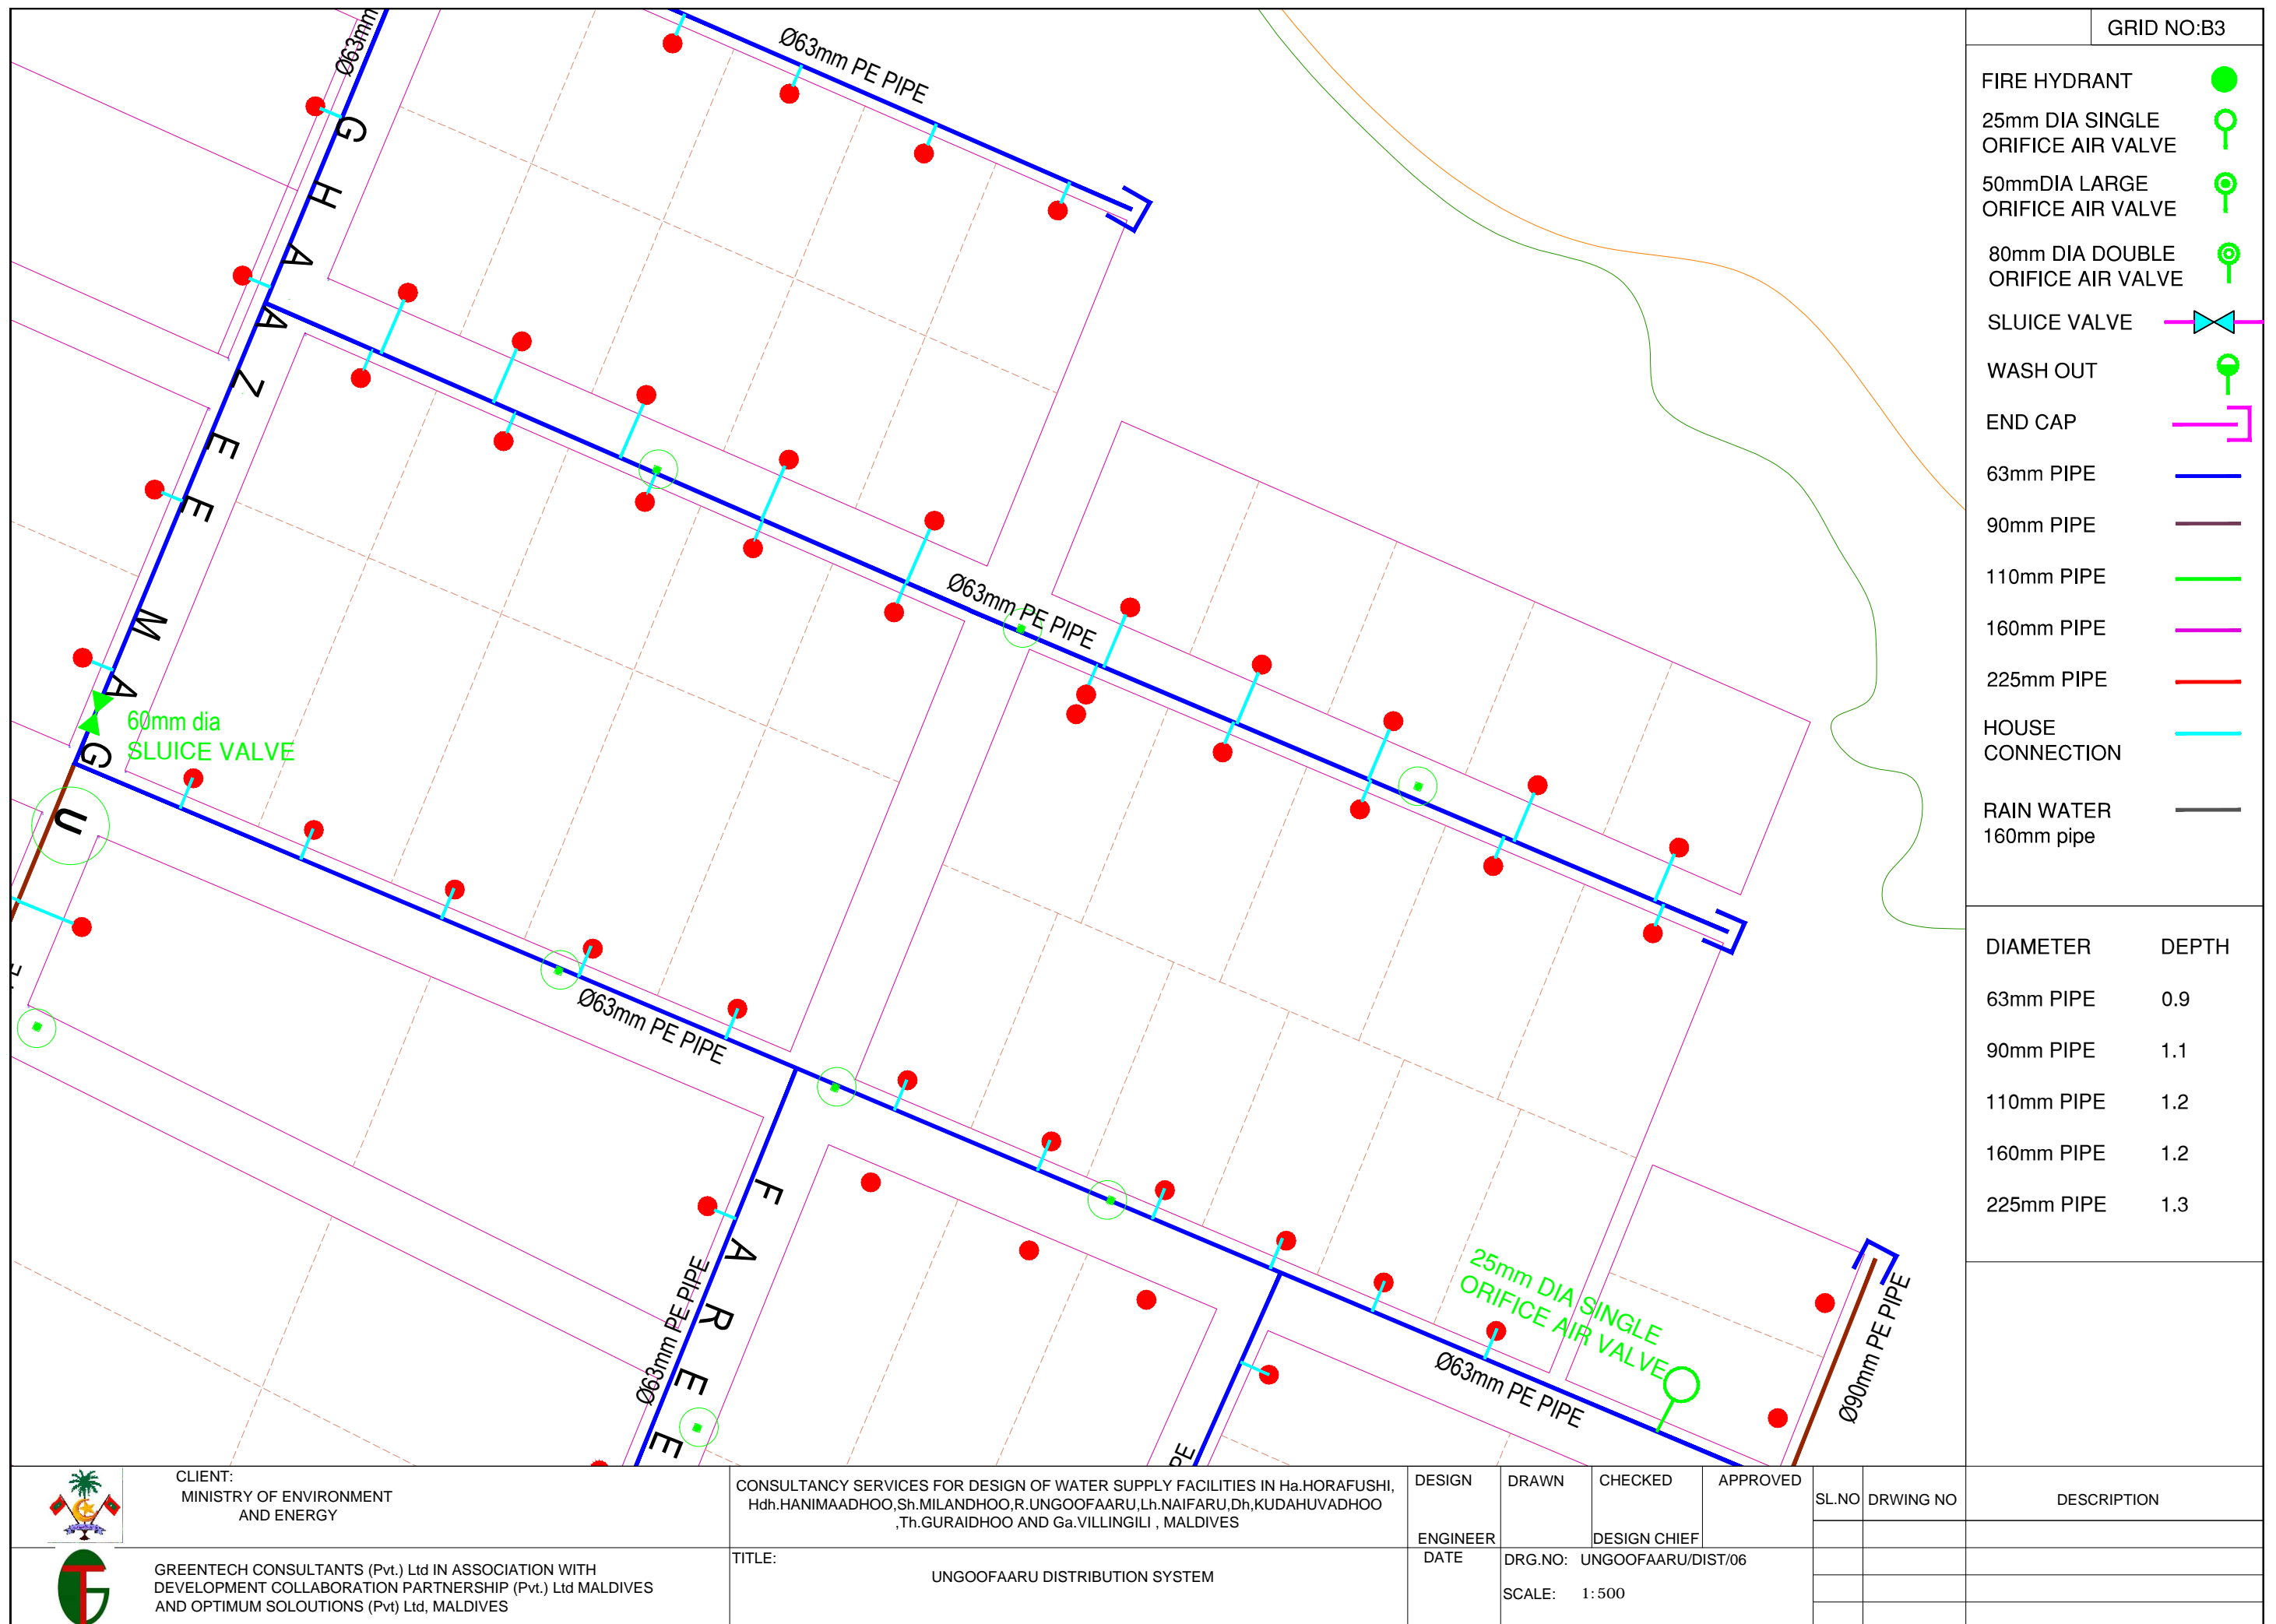 GRID NO:B3
FIRE HYDRANT
25mm DIA SINGLE
ORIFICE AIR VALVE
50mmDIA LARGE
ORIFICE AIR VALVE
80mm DIA DOUBLE
ORIFICE AIR VALVE
SLUICE VALVE
WASH OUT
END CAP
63mm PIPE
90mm PIPE
110mm PIPE
160mm PIPE
225mm PIPE
HOUSE
CONNECTION
RAIN WATER
160mm pipe
DIAMETER DEPTH
63mm PIPE 0.9
90mm PIPE 1.1
110mm PIPE 1.2
160mm PIPE 1.2
225mm PIPE 1.3
Ø63mm
Ø63mm PE PIPE
GHAAZEE MAGU
Ø63mm PE PIPE
60mm dia
SLUICE VALVE
Ø63mm PE PIPE
FAREE
Ø63mm PE PIPE
25mm DIA SINGLE
ORIFICE AIR VALVE
Ø63mm PE PIPE
Ø90mm PE PIPE
PE
CLIENT:
MINISTRY OF ENVIRONMENT
AND ENERGY
GREENTECH CONSULTANTS (Pvt.) Ltd IN ASSOCIATION WITH
DEVELOPMENT COLLABORATION PARTNERSHIP (Pvt.) Ltd MALDIVES
AND OPTIMUM SOLOUTIONS (Pvt) Ltd, MALDIVES
CONSULTANCY SERVICES FOR DESIGN OF WATER SUPPLY FACILITIES IN Ha.HORAFUSHI,
Hdh.HANIMAADHOO,Sh.MILANDHOO,R.UNGOOFAARU,Lh.NAIFARU,Dh,KUDAHUVADHOO
,Th.GURAIDHOO AND Ga.VILLINGILI , MALDIVES
TITLE:
UNGOOFAARU DISTRIBUTION SYSTEM
DESIGN DRAWN CHECKED APPROVED
ENGINEER DESIGN CHIEF
DATE DRG.NO: UNGOOFAARU/DIST/06
SCALE: 1:500
SL.NO DRWING NO DESCRIPTION